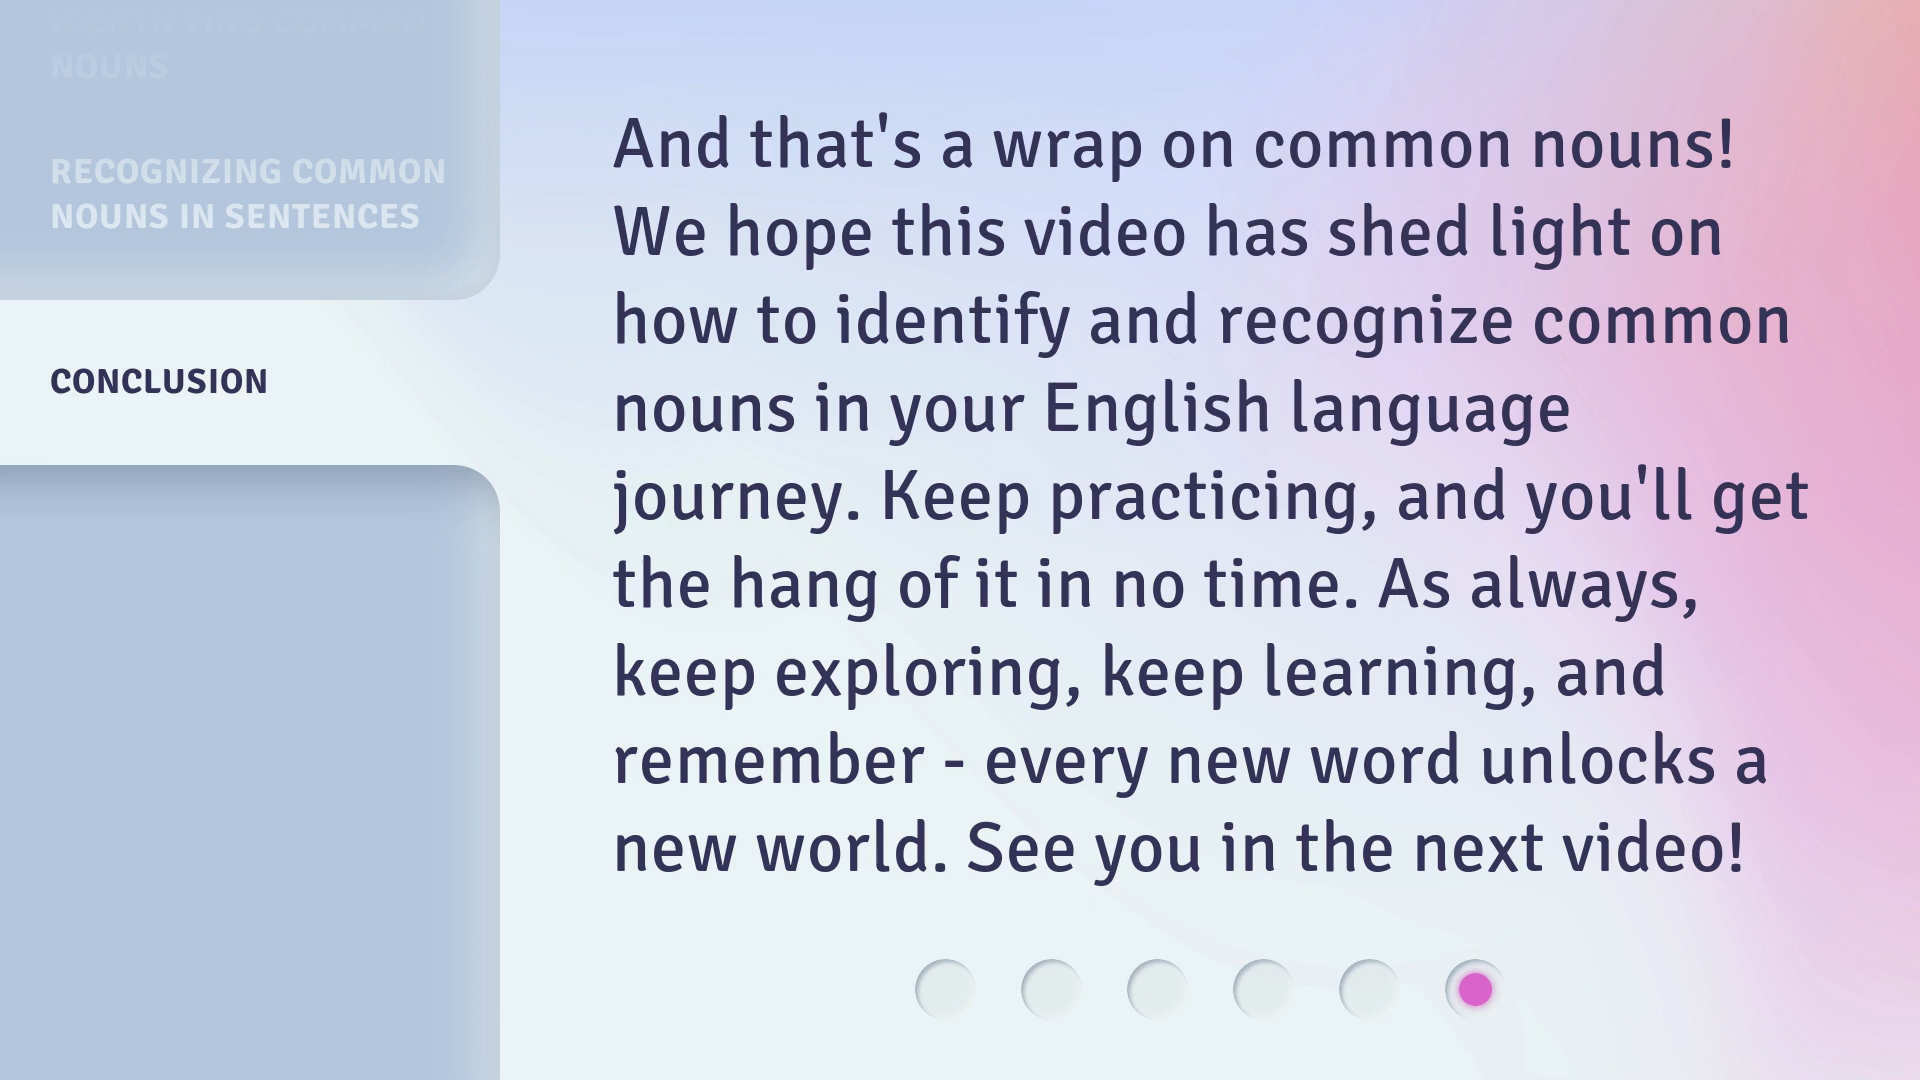 IDENTIFYING COMMON
NOUNS
RECOGNIZING COMMON
NOUNS IN SENTENCES
CONCLUSION
And that's a wrap on common nouns!
We hope this video has shed light on
how to identify and recognize common
nouns in your English language
journey. Keep practicing, and you'll get
the hang of it in no time. As always,
keep exploring, keep learning, and
remember - every new word unlocks a
new world. See you in the next video!